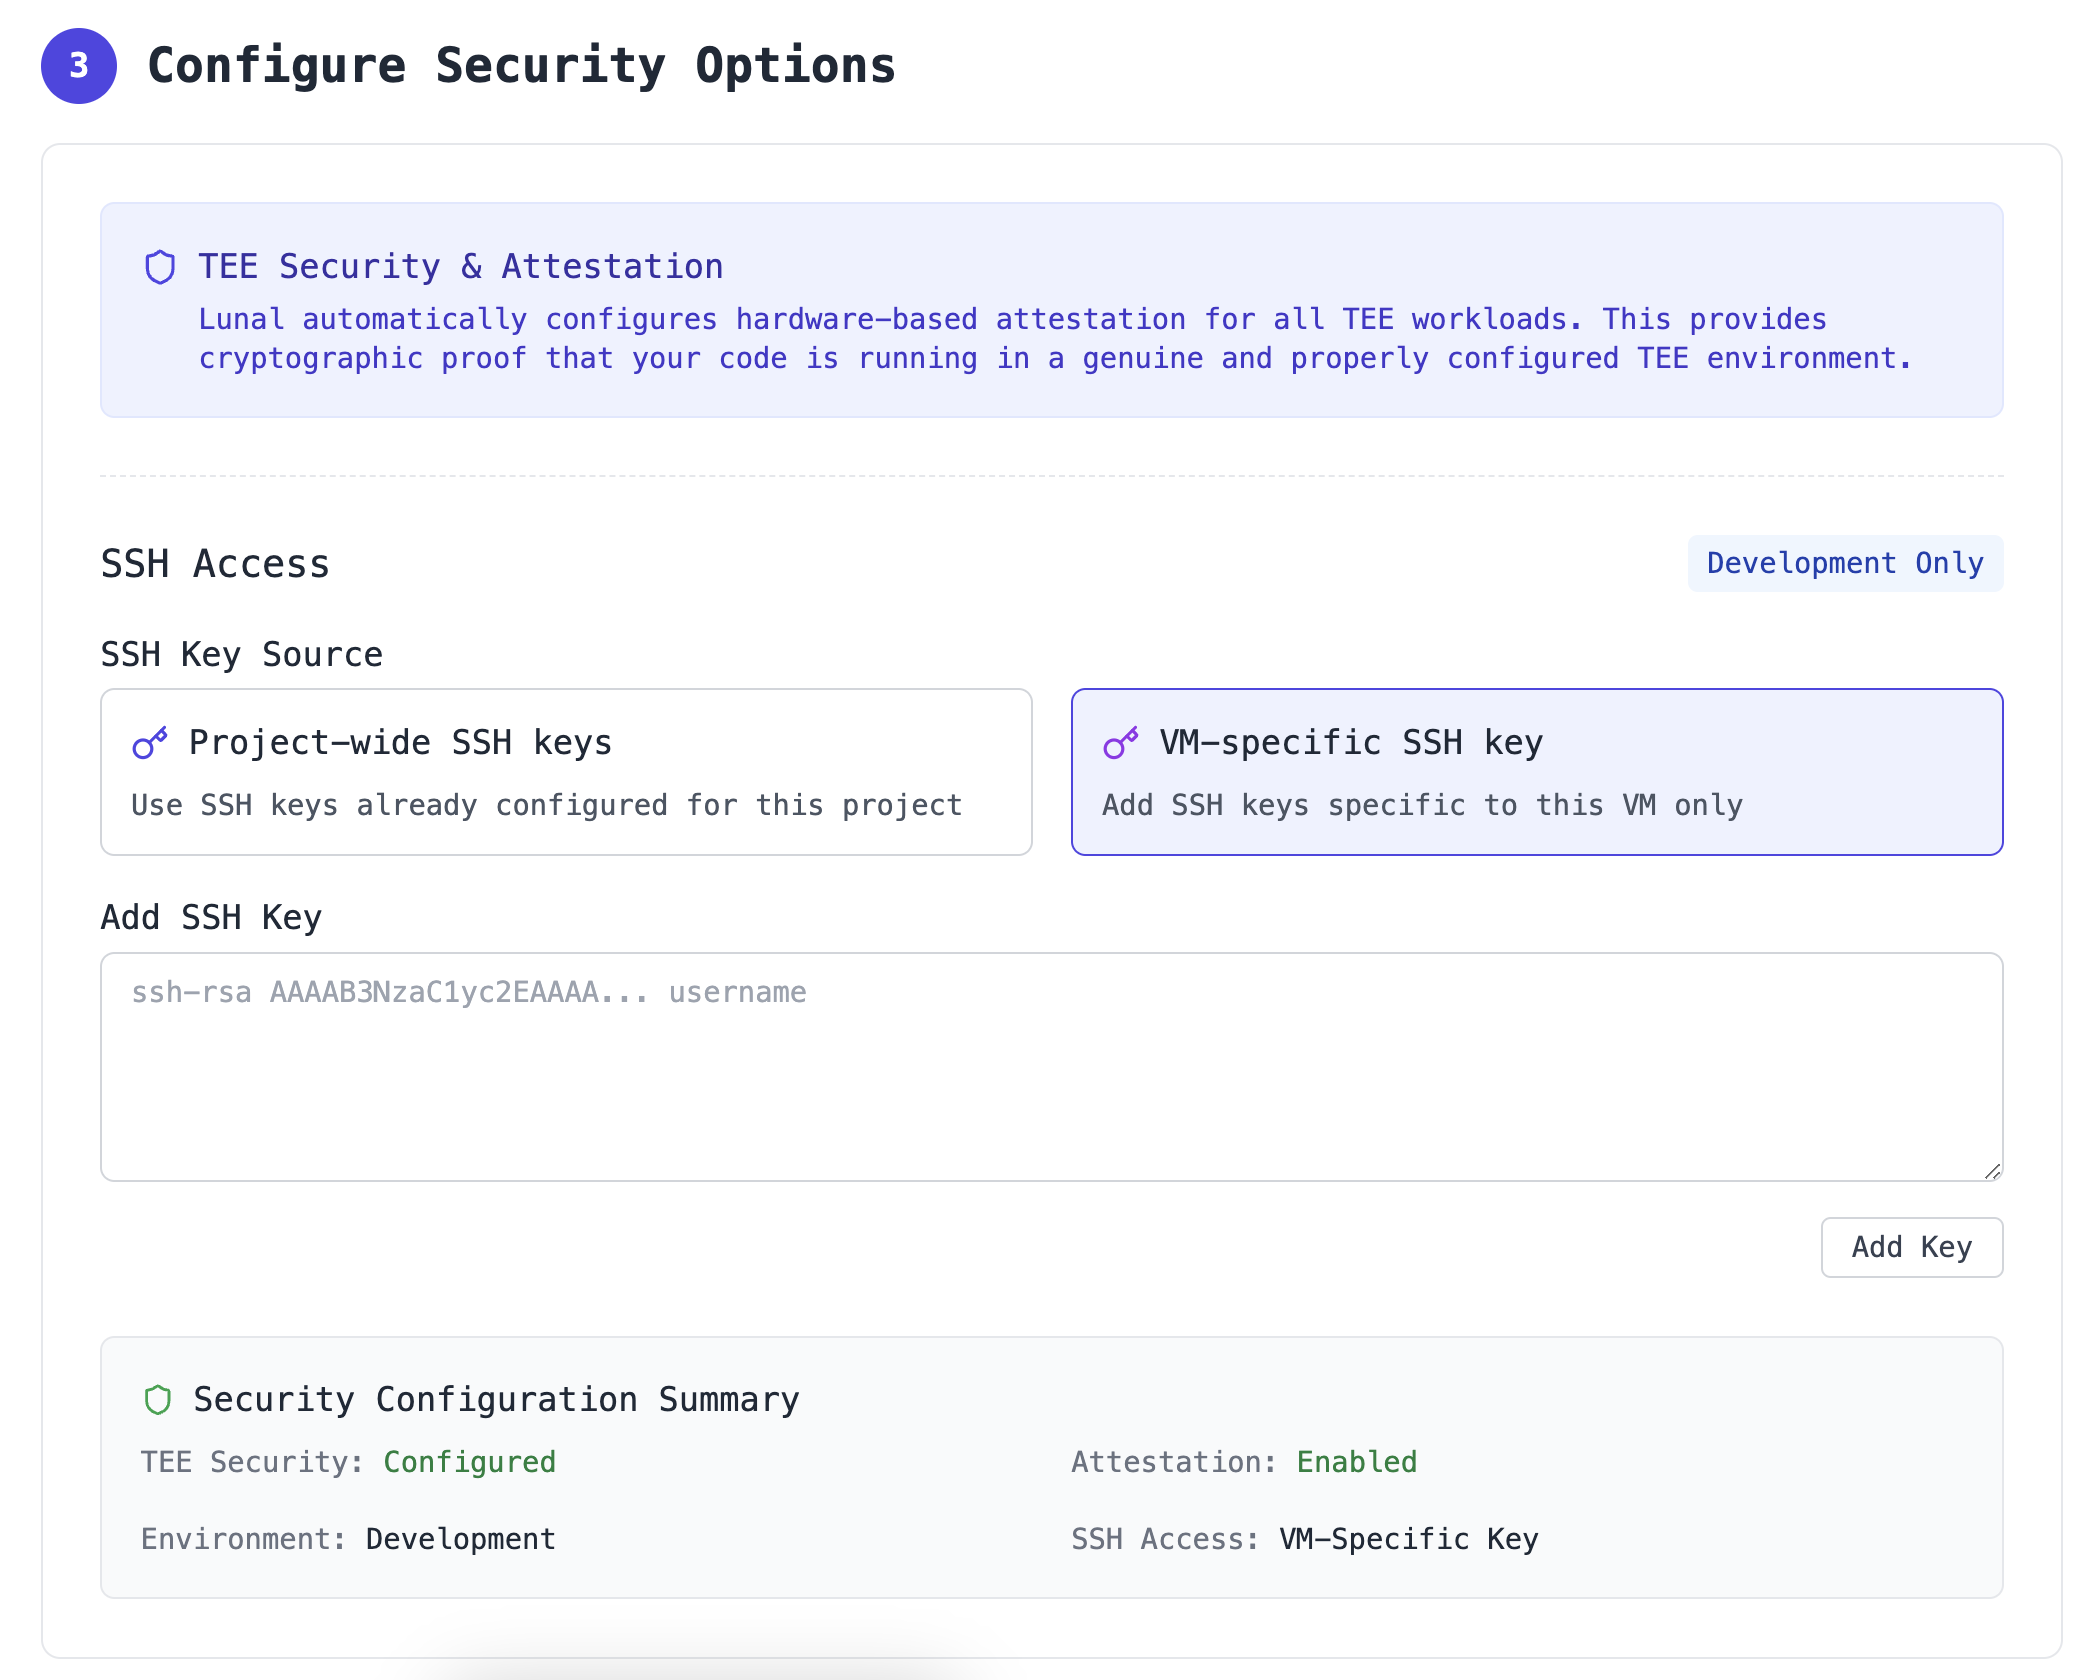 3
Configure Security Options
TEE Security & Attestation
Lunal automatically configures hardware-based attestation for all TEE workloads. This provides
cryptographic proof that your code is running in a genuine and properly configured TEE environment.
SSH Access
Development Only
SSH Key Source
Project-wide SSH keys
Use SSH keys already configured for this project
VM-specific SSH key
Add SSH keys specific to this VM only
Add SSH Key
ssh-rsa AAAAB3NzaC1yc2EAAAA... username
Add Key
Security Configuration Summary
TEE Security: Configured
Attestation: Enabled
Environment: Development
SSH Access: VM-Specific Key